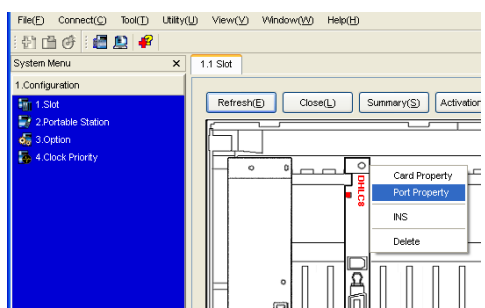 File(F) Connect(C) Tool(T) Utility(U) View(V) Window(W) Help(H)
System Menu X 1.1 Slot
1.Configuration
1.Slot
2.Portable Station
3.Option
4.Clock Priority
Refresh(E) Close(L) Summary(S) Activation
DHLC8
Card Property
Port Property
INS
Delete